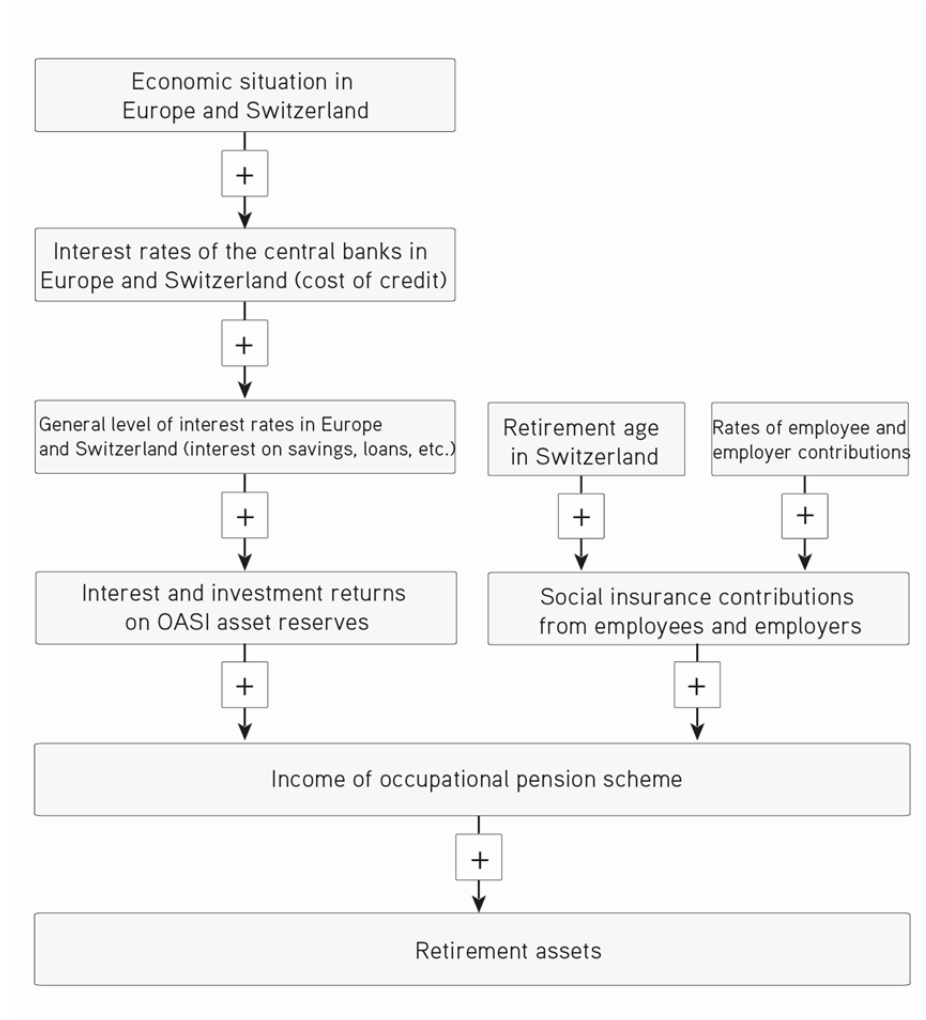 Economic situation in
Europe and Switzerland
+
Interest rates of the central banks in
Europe and Switzerland (cost of credit)
+
General level of interest rates in Europe
and Switzerland (interest on savings, loans, etc.)
Retirement age
in Switzerland
Rates of employee and
employer contributions
+
+
+
Interest and investment returns
on OASI asset reserves
Social insurance contributions
from employees and employers
+
+
Income of occupational pension scheme
+
Retirement assets